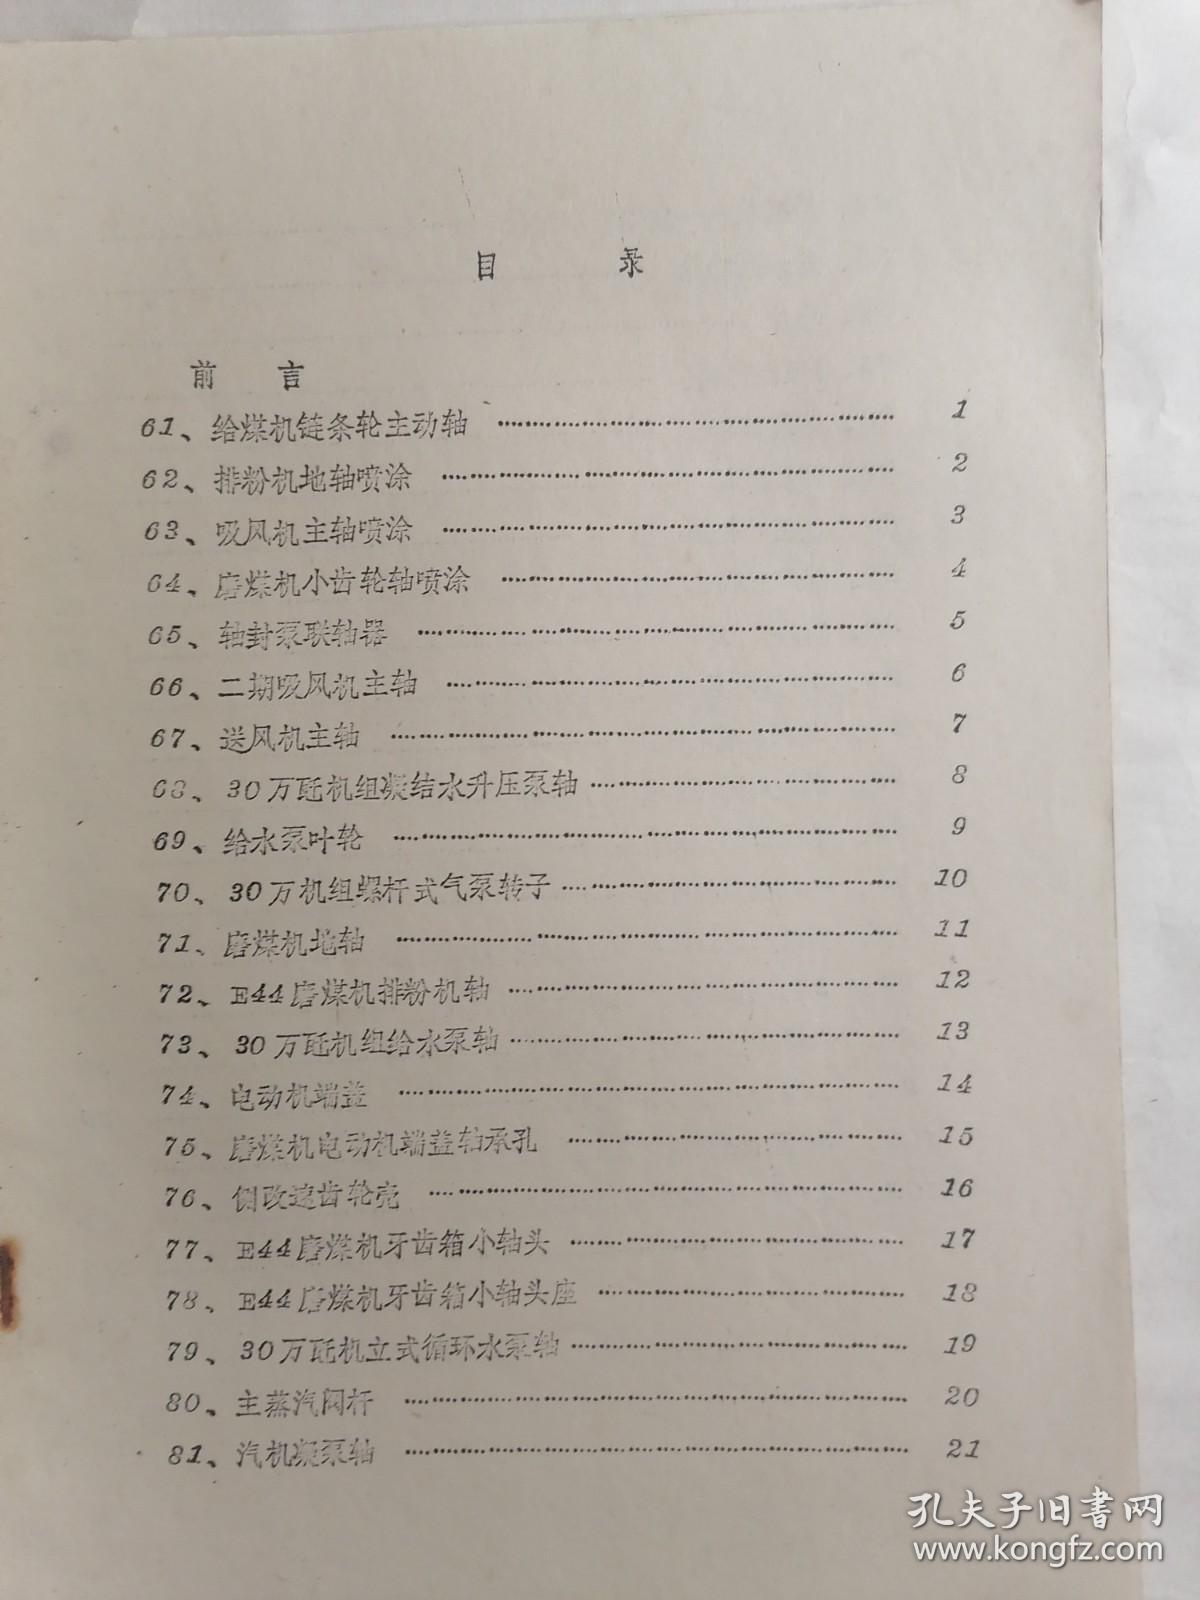 目 录
前 言
61、给煤机链条轮主动轴 …………………………… 1
62、排粉机地轴喷涂 …………………………… 2
63、吸风机主轴喷涂 …………………………… 3
64、磨煤机小齿轮轴喷涂 …………………………… 4
65、轴封泵联轴器 …………………………… 5
66、二期吸风机主轴 …………………………… 6
67、送风机主轴 …………………………… 7
68、30万瓩机组凝结水升压泵轴 …………………………… 8
69、给水泵叶轮 …………………………… 9
70、30万机组螺杆式气泵转子 …………………………… 10
71、磨煤机地轴 …………………………… 11
72、E44磨煤机排粉机轴 …………………………… 12
73、30万瓩机组给水泵轴 …………………………… 13
74、电动机端盖 …………………………… 14
75、磨煤机电动机端盖轴承孔 …………………………… 15
76、侧改速齿轮壳 …………………………… 16
77、E44磨煤机牙齿箱小轴头 …………………………… 17
78、E44磨煤机牙齿箱小轴头座 …………………………… 18
79、30万瓩机立式循环水泵轴 …………………………… 19
80、主蒸汽闷杆 …………………………… 20
81、汽机凝泵轴 …………………………… 21
孔夫子旧书网
www.kongfz.com